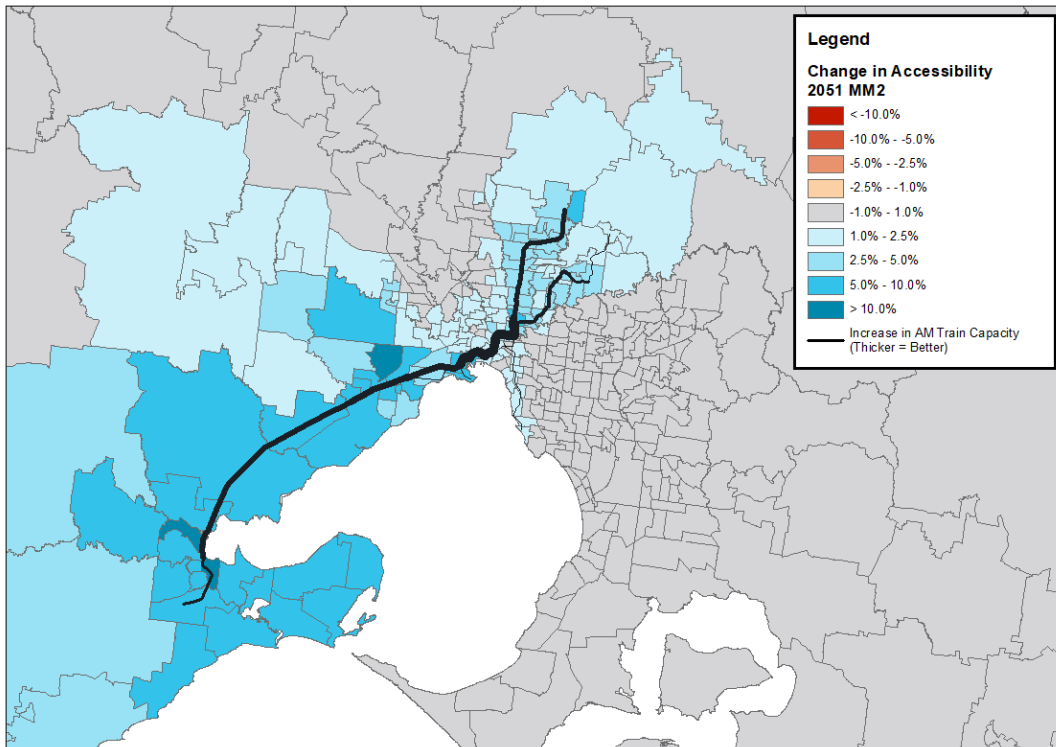 Legend
Change in Accessibility
2051 MM2
< -10.0%
-10.0% - -5.0%
-5.0% - -2.5%
-2.5% - -1.0%
-1.0% - 1.0%
1.0% - 2.5%
2.5% - 5.0%
5.0% - 10.0%
> 10.0%
Increase in AM Train Capacity
(Thicker = Better)